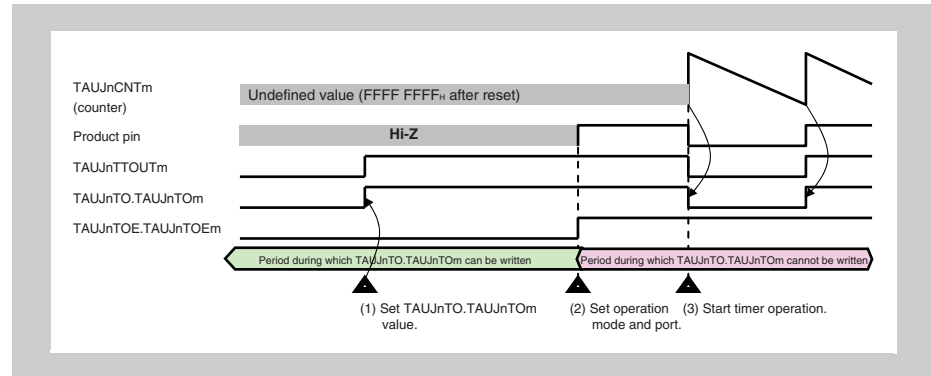 TAUJnCNTm
(counter)
Undefined value (FFFF FFFFH after reset)
Product pin
Hi-Z
TAUJnTTOUTm
TAUJnTO.TAUJnTOm
TAUJnTOE.TAUJnTOEm
Period during which TAUJnTO.TAUJnTOm can be written
Period during which TAUJnTO.TAUJnTOm cannot be written
(1) Set TAUJnTO.TAUJnTOm
value.
(2) Set operation
mode and port.
(3) Start timer operation.